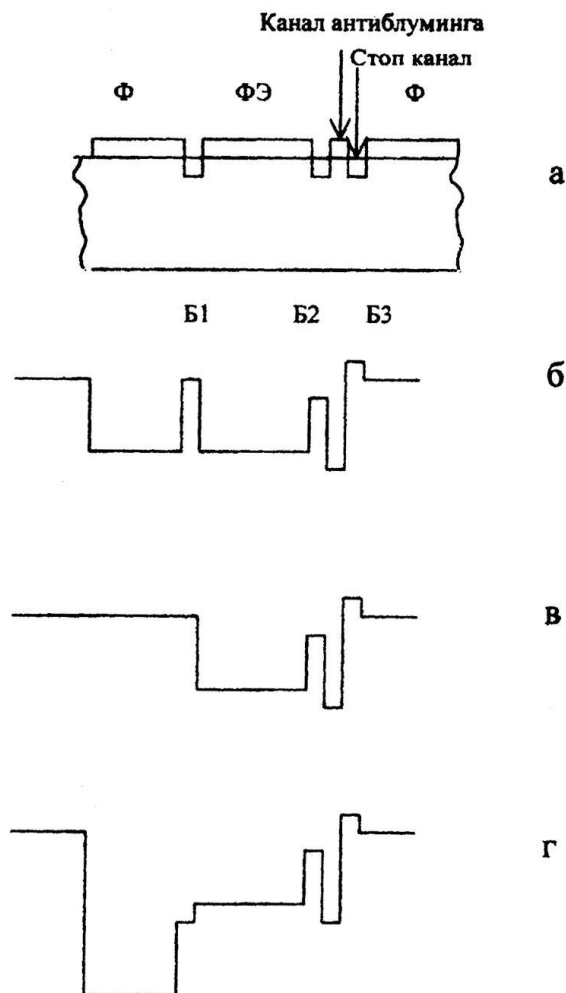 Канал антиблуминга
Стоп канал
Ф ФЭ Ф
а
Б1 Б2 Б3
б
в
г